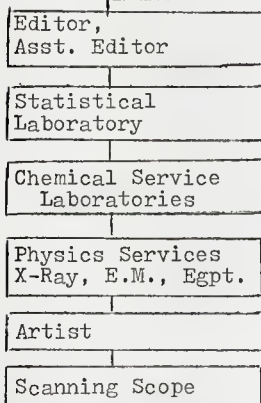 Editor,
Asst. Editor
Statistical
Laboratory
Chemical Service
Laboratories
Physics Services
X-Ray, E.M., Egpt.
Artist
Scanning Scope